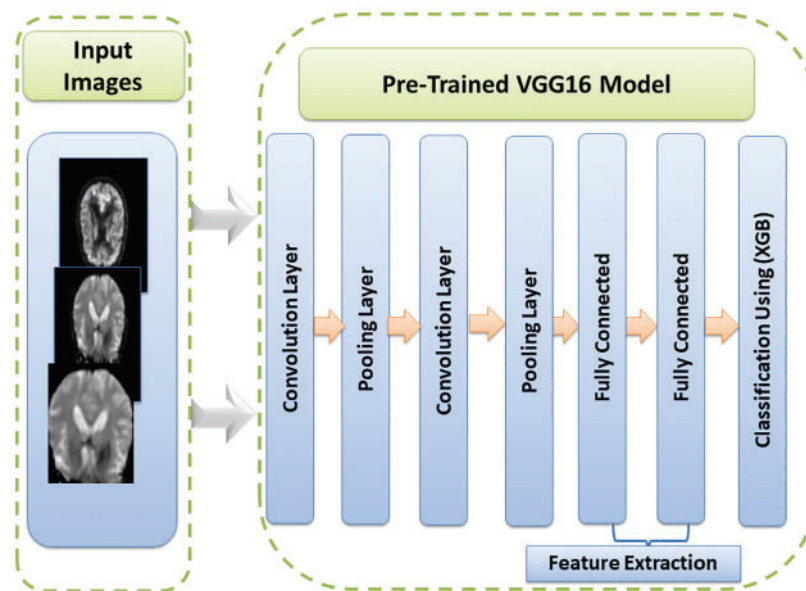 Input
Images
Pre-Trained VGG16 Model
Convolution Layer
Pooling Layer
Convolution Layer
Pooling Layer
Fully Connected
Fully Connected
Classification Using (XGB)
Feature Extraction